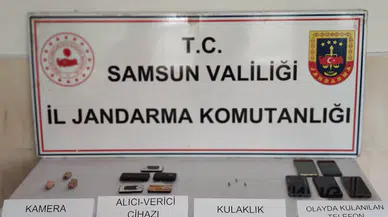 T.C.
SAMSUN VALİLİĞİ
İL JANDARMA KOMUTANLIĞI
KAMERA
ALICI-VERİCİ
CİHAZI
KULAKLIK
OLAYDA KULANILAN
TELEFON